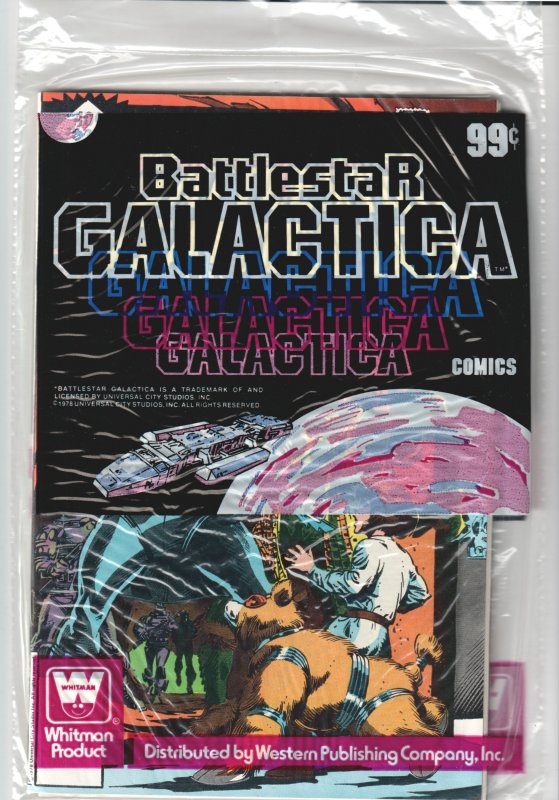 99¢
BattlestaR
GALACTICA
TM*
GALACTICA
GALACTICA
GALACTICA
COMICS
*BATTLESTAR GALACTICA IS A TRADEMARK OF AND
LICENSED BY UNIVERSAL CITY STUDIOS, INC.
©1978 UNIVERSAL CITY STUDIOS, INC. ALL RIGHTS RESERVED.
WHITMAN
W
®
Whitman
Product
Distributed by Western Publishing Company, Inc.